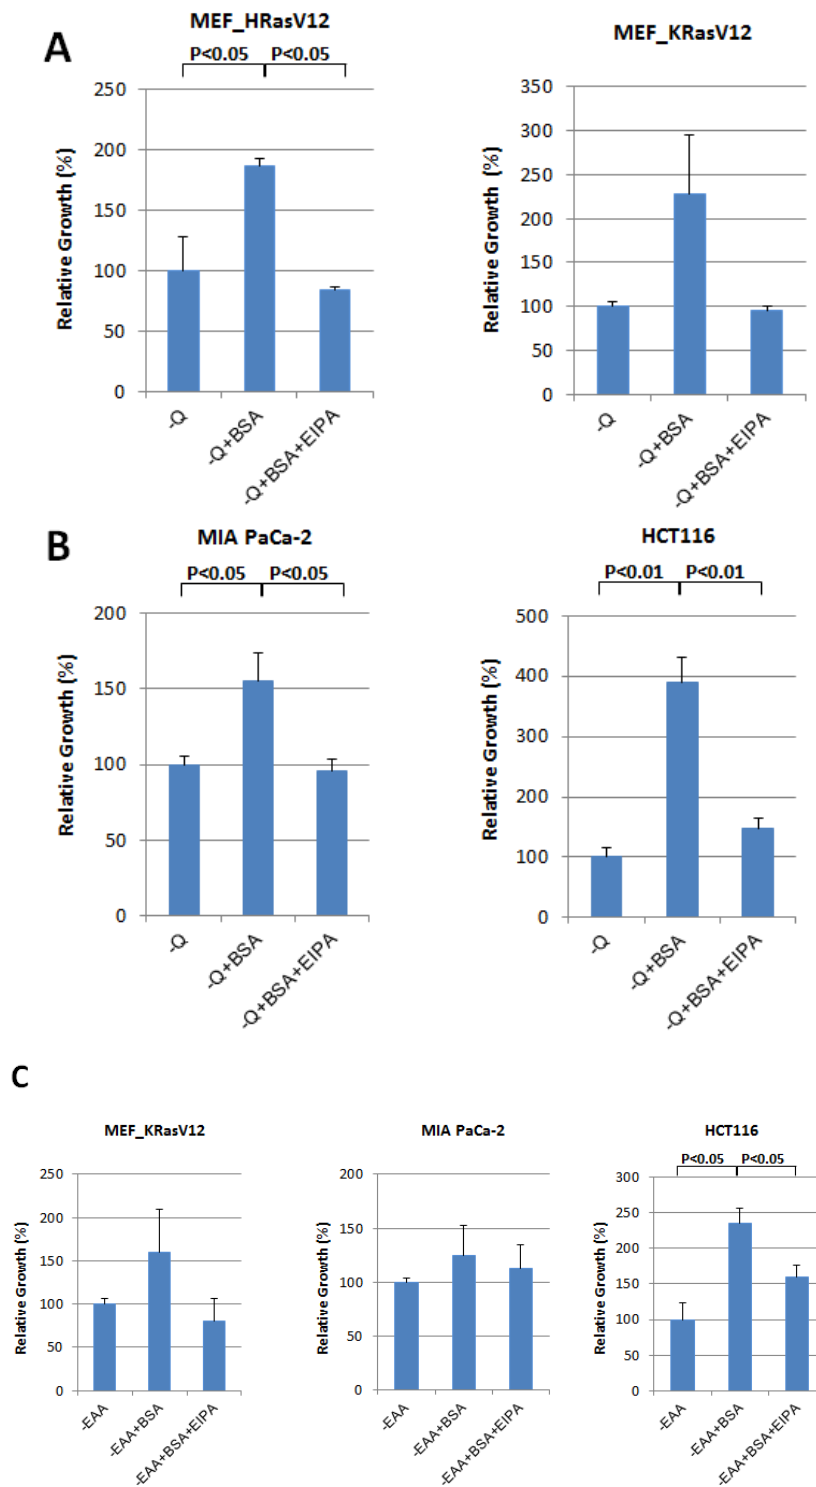 A
MEF_HRasV12
P<0.05 P<0.05
Relative Growth (%)
250
200
150
100
50
0
-Q
-Q+BSA
-Q+BSA+EIPA
MEF_KRasV12
Relative Growth (%)
350
300
250
200
150
100
50
0
-Q
-Q+BSA
-Q+BSA+EIPA
B
MIA PaCa-2
P<0.05 P<0.05
Relative Growth (%)
200
150
100
50
0
-Q
-Q+BSA
-Q+BSA+EIPA
HCT116
P<0.01 P<0.01
Relative Growth (%)
500
400
300
200
100
0
-Q
-Q+BSA
-Q+BSA+EIPA
C
MEF_KRasV12
Relative Growth (%)
250
200
150
100
50
0
-EAA
-EAA+BSA
-EAA+BSA+EIPA
MIA PaCa-2
Relative Growth (%)
200
150
100
50
0
-EAA
-EAA+BSA
-EAA+BSA+EIPA
HCT116
P<0.05 P<0.05
Relative Growth (%)
300
250
200
150
100
50
0
-EAA
-EAA+BSA
-EAA+BSA+EIPA